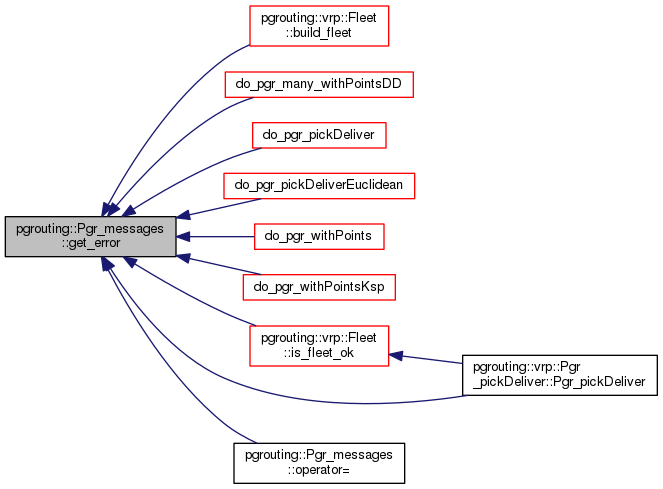 pgrouting::vrp::Fleet
::build_fleet
do_pgr_many_withPointsDD
do_pgr_pickDeliver
do_pgr_pickDeliverEuclidean
pgrouting::Pgr_messages
::get_error
do_pgr_withPoints
do_pgr_withPointsKsp
pgrouting::vrp::Fleet
::is_fleet_ok
pgrouting::vrp::Pgr
_pickDeliver::Pgr_pickDeliver
pgrouting::Pgr_messages
::operator=